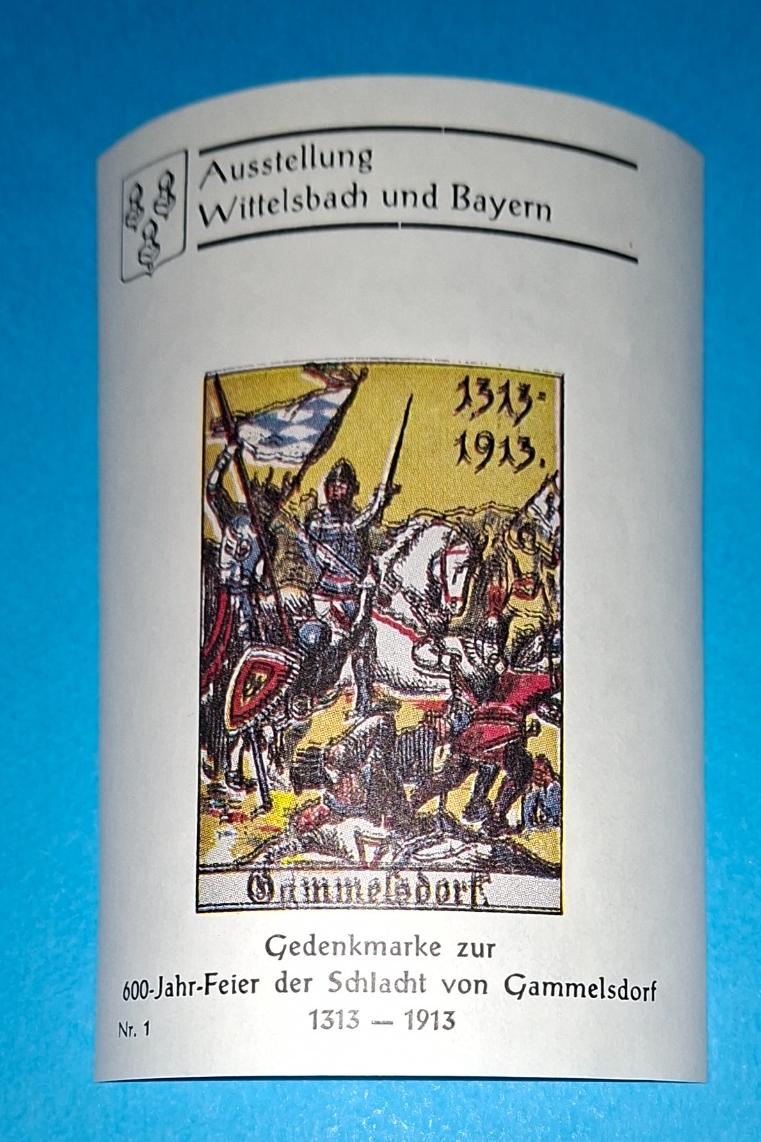 Ausstellung
Wittelsbach und Bayern
1313-
1913.
Gammelsdorf
Gedenkmarke zur
600-Jahr-Feier der Schlacht von Gammelsdorf
1313 — 1913
Nr. 1